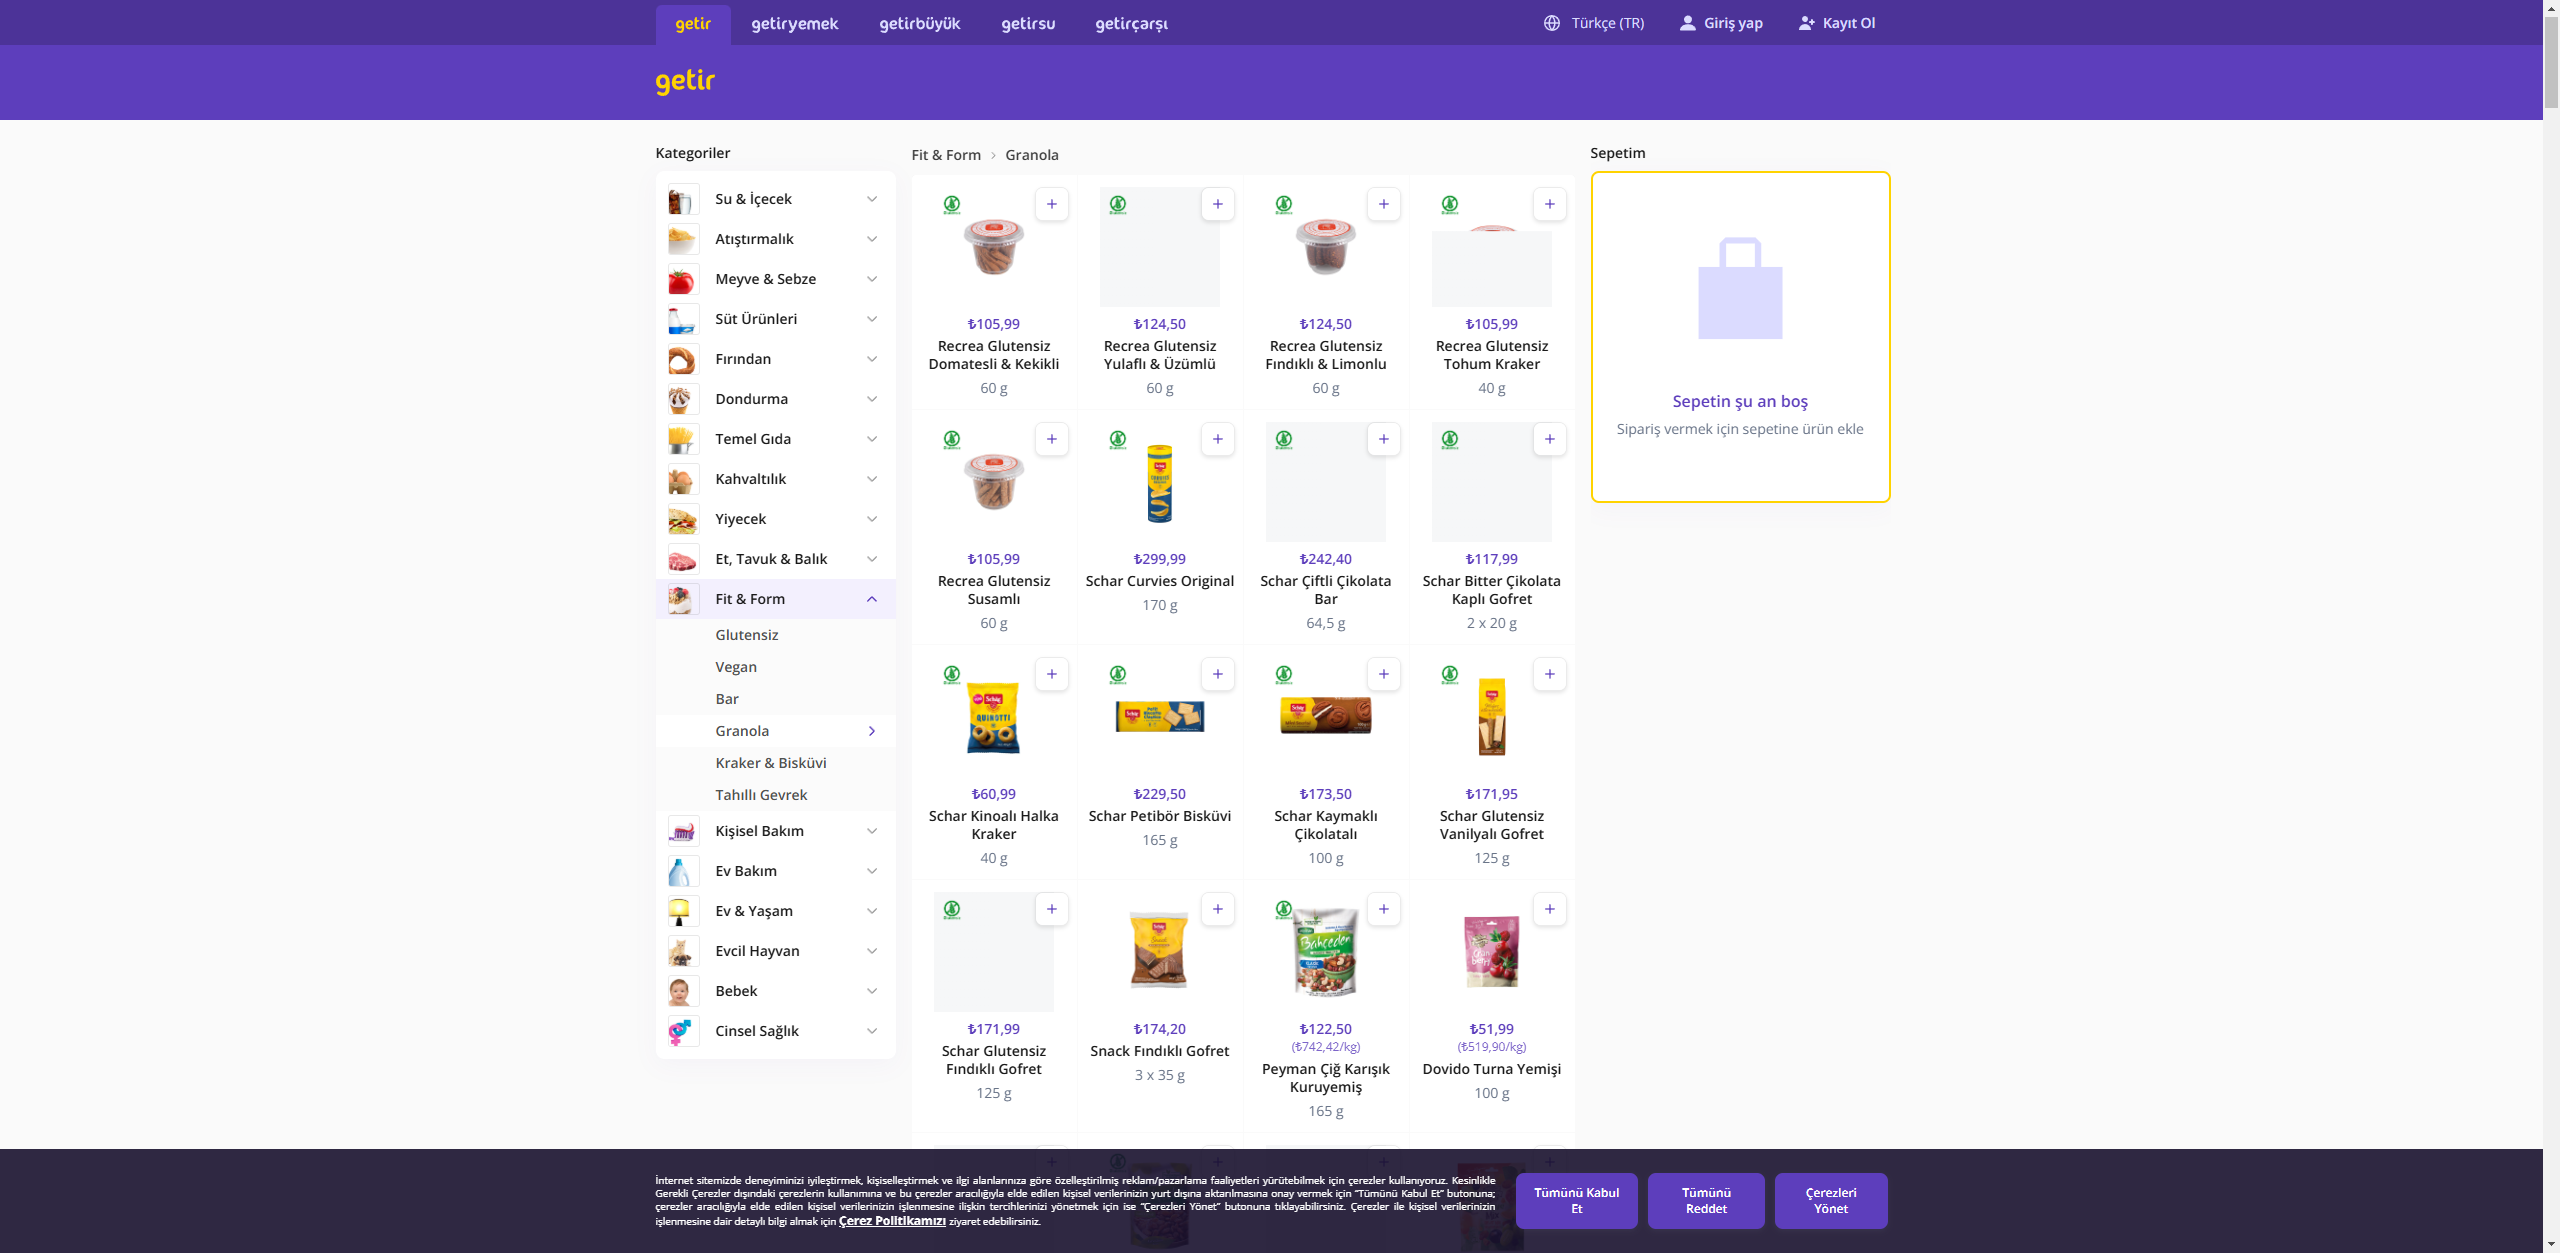 getir
getiryemek
getirbüyük
getirsu
getirçarşı
Türkçe (TR)
Giriş yap
Kayıt Ol
getir
Kategoriler
Su & İçecek
Atıştırmalık
Meyve & Sebze
Süt Ürünleri
Fırından
Dondurma
Temel Gıda
Kahvaltılık
Yiyecek
Et, Tavuk & Balık
Fit & Form
Glutensiz
Vegan
Bar
Granola
Kraker & Bisküvi
Tahıllı Gevrek
Kişisel Bakım
Ev Bakım
Ev & Yaşam
Evcil Hayvan
Bebek
Cinsel Sağlık
Fit & Form
Granola
₺105,99
Recrea Glutensiz
Domatesli & Kekikli
60 g
₺124,50
Recrea Glutensiz
Yulaflı & Üzümlü
60 g
₺124,50
Recrea Glutensiz
Fındıklı & Limonlu
60 g
₺105,99
Recrea Glutensiz
Tohum Kraker
40 g
₺105,99
Recrea Glutensiz
Susamlı
60 g
₺299,99
Schar Curvies Original
170 g
₺242,40
Schar Çiftli Çikolata
Bar
64,5 g
₺117,99
Schar Bitter Çikolata
Kaplı Gofret
2 x 20 g
₺60,99
Schar Kinoalı Halka
Kraker
40 g
₺229,50
Schar Petibör Bisküvi
165 g
₺173,50
Schar Kaymaklı
Çikolatalı
100 g
₺171,95
Schar Glutensiz
Vanilyalı Gofret
125 g
₺171,99
Schar Glutensiz
Fındıklı Gofret
125 g
₺174,20
Snack Fındıklı Gofret
3 x 35 g
₺122,50
(₺742,42/kg)
Peyman Çiğ Karışık
Kuruyemiş
165 g
₺51,99
(₺519,90/kg)
Dovido Turna Yemişi
100 g
Sepetim
Sepetin şu an boş
Sipariş vermek için sepetine ürün ekle
İnternet sitemizde deneyiminizi iyileştirmek, kişiselleştirmek ve ilgi alanlarınıza göre özelleştirilmiş reklam/pazarlama faaliyetleri yürütebilmek için çerezler kullanıyoruz. Kesinlikle
Gerekli Çerezler dışındaki çerezlerin kullanımına ve bu çerezler aracılığıyla elde edilen kişisel verilerinizin yurt dışına aktarılmasına onay vermek için “Tümünü Kabul Et” butonuna;
çerezler aracılığıyla elde edilen kişisel verilerinizin işlenmesine ilişkin tercihlerinizi yönetmek için ise “Çerezleri Yönet” butonuna tıklayabilirsiniz. Çerezler ile kişisel verilerinizin
işlenmesine dair detaylı bilgi almak için Çerez Politikamızı ziyaret edebilirsiniz.
Tümünü Kabul
Et
Tümünü
Reddet
Çerezleri
Yönet